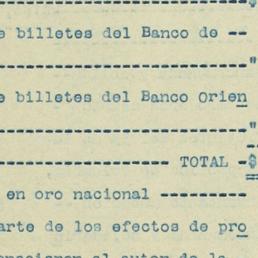 e billetes del Banco de --
e billetes del Banco Orien
TOTAL -$
en oro nacional ---------
arte de los efectos de pro